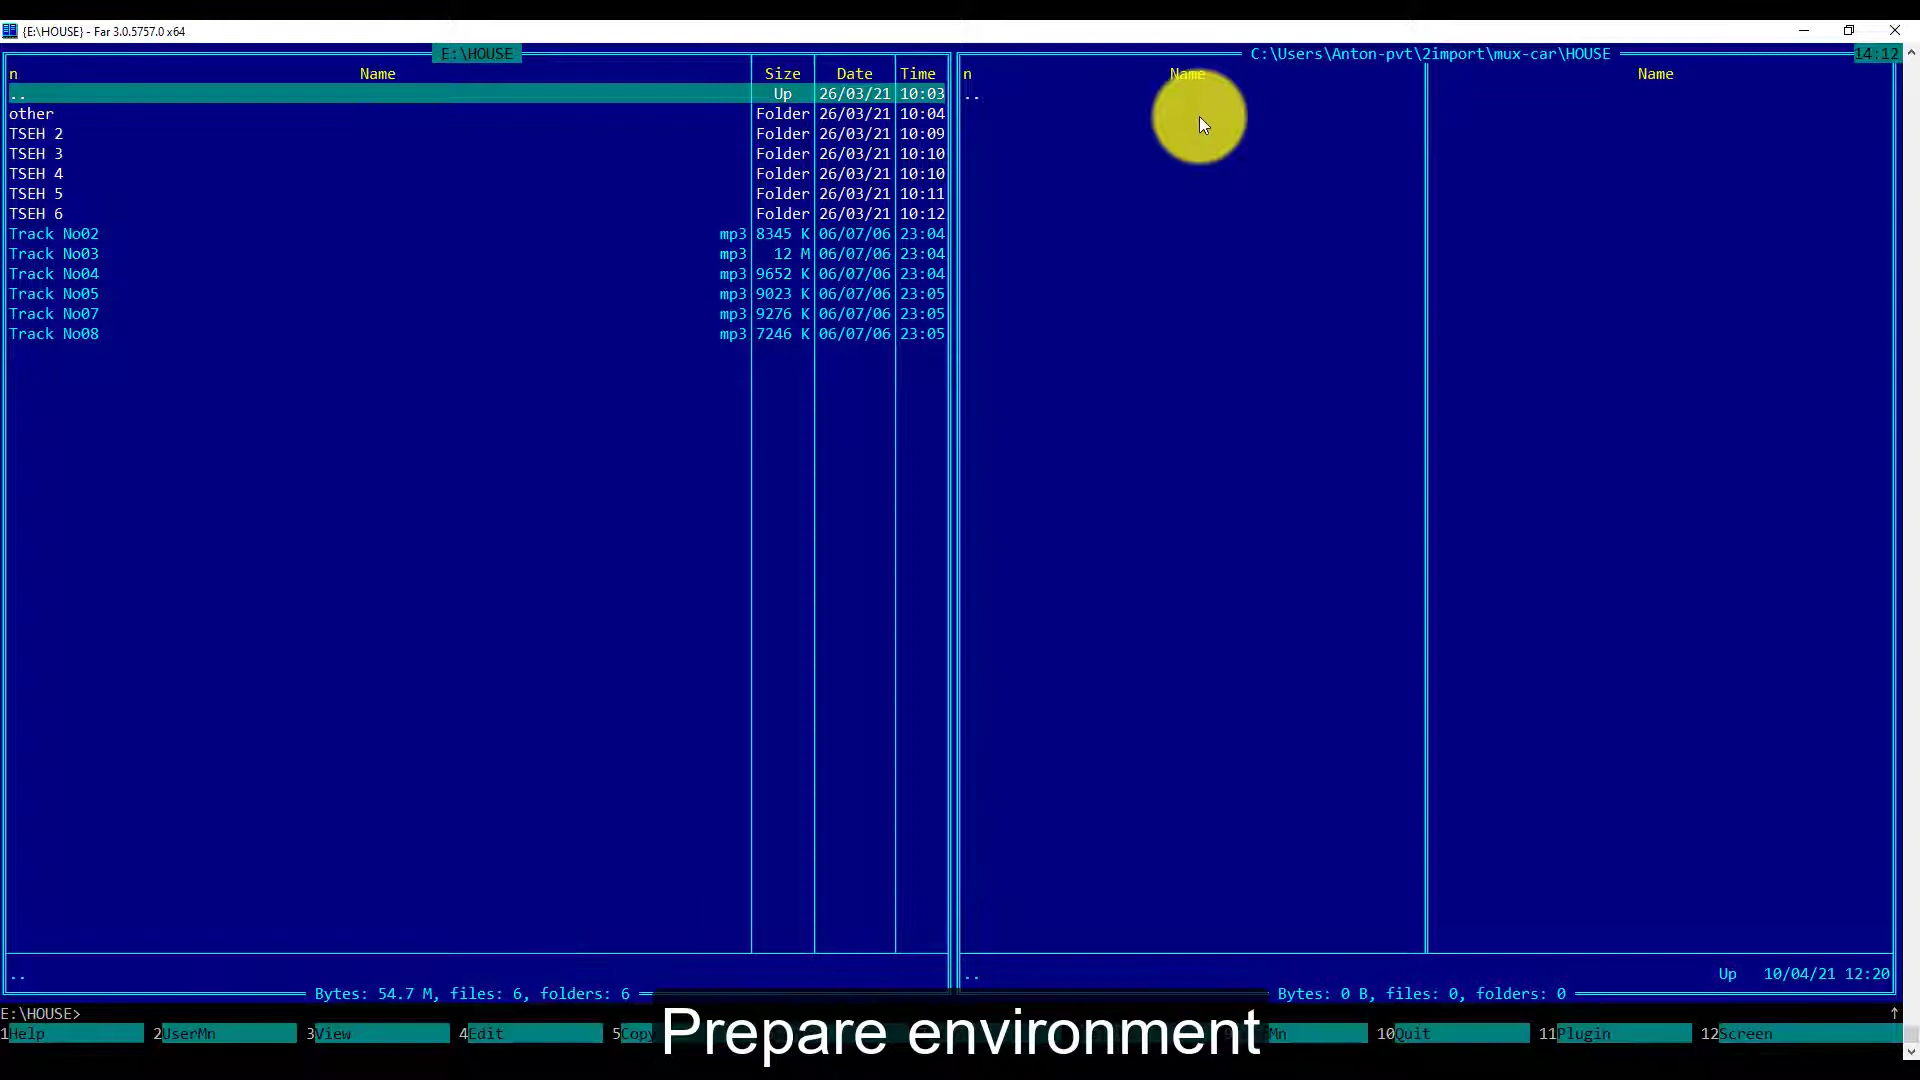 {E:\HOUSE} - Far 3.0.5757.0 x64
E:\HOUSE
C:\Users\Anton-pvt\2import\mux-car\HOUSE 14:12
n Name Size Date Time n Name Name
.. Up 26/03/21 10:03 ..
other Folder 26/03/21 10:04
TSEH 2 Folder 26/03/21 10:09
TSEH 3 Folder 26/03/21 10:10
TSEH 4 Folder 26/03/21 10:10
TSEH 5 Folder 26/03/21 10:11
TSEH 6 Folder 26/03/21 10:12
Track No02 mp3 8345 K 06/07/06 23:04
Track No03 mp3 12 M 06/07/06 23:04
Track No04 mp3 9652 K 06/07/06 23:04
Track No05 mp3 9023 K 06/07/06 23:05
Track No07 mp3 9276 K 06/07/06 23:05
Track No08 mp3 7246 K 06/07/06 23:05
.. .. Up 10/04/21 12:20
Bytes: 54.7 M, files: 6, folders: 6 Bytes: 0 B, files: 0, folders: 0
E:\HOUSE>
1Help 2UserMn 3View 4Edit 5Copy 10Quit 11Plugin 12Screen
Prepare environment